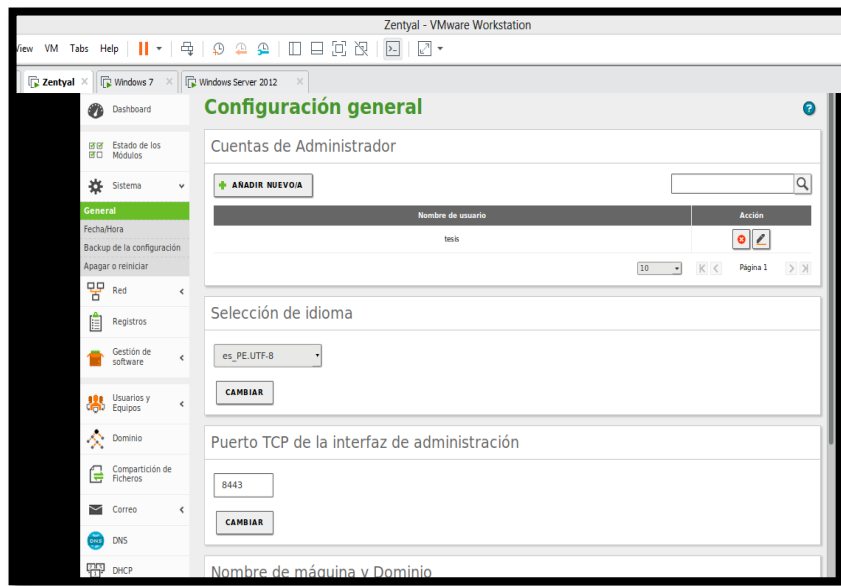 Zentyal - VMware Workstation
View VM Tabs Help
Zentyal × Windows 7 × Windows Server 2012 ×
Dashboard
Estado de los
Módulos
Sistema
General
Fecha/Hora
Backup de la configuración
Apagar o reiniciar
Red
Registros
Gestión de
software
Usuarios y
Equipos
Dominio
Compartición de
Ficheros
Correo
DNS
DNS
DHCP
Configuración general
?
Cuentas de Administrador
AÑADIR NUEVO/A
Nombre de usuario Acción
tesis
10 Página 1
Selección de idioma
es_PE.UTF-8
CAMBIAR
Puerto TCP de la interfaz de administración
8443
CAMBIAR
Nombre de máquina y Dominio